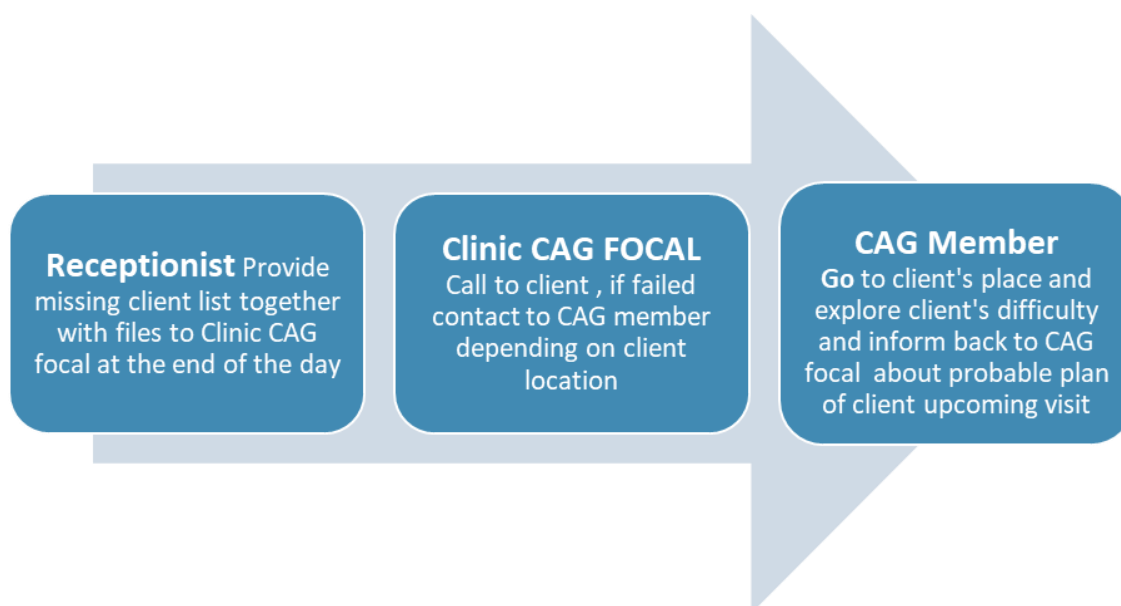 Receptionist Provide
missing client list together
with files to Clinic CAG
focal at the end of the day
Clinic CAG FOCAL
Call to client , if failed
contact to CAG member
depending on client
location
CAG Member
Go to client's place and
explore client's difficulty
and inform back to CAG
focal about probable plan
of client upcoming visit